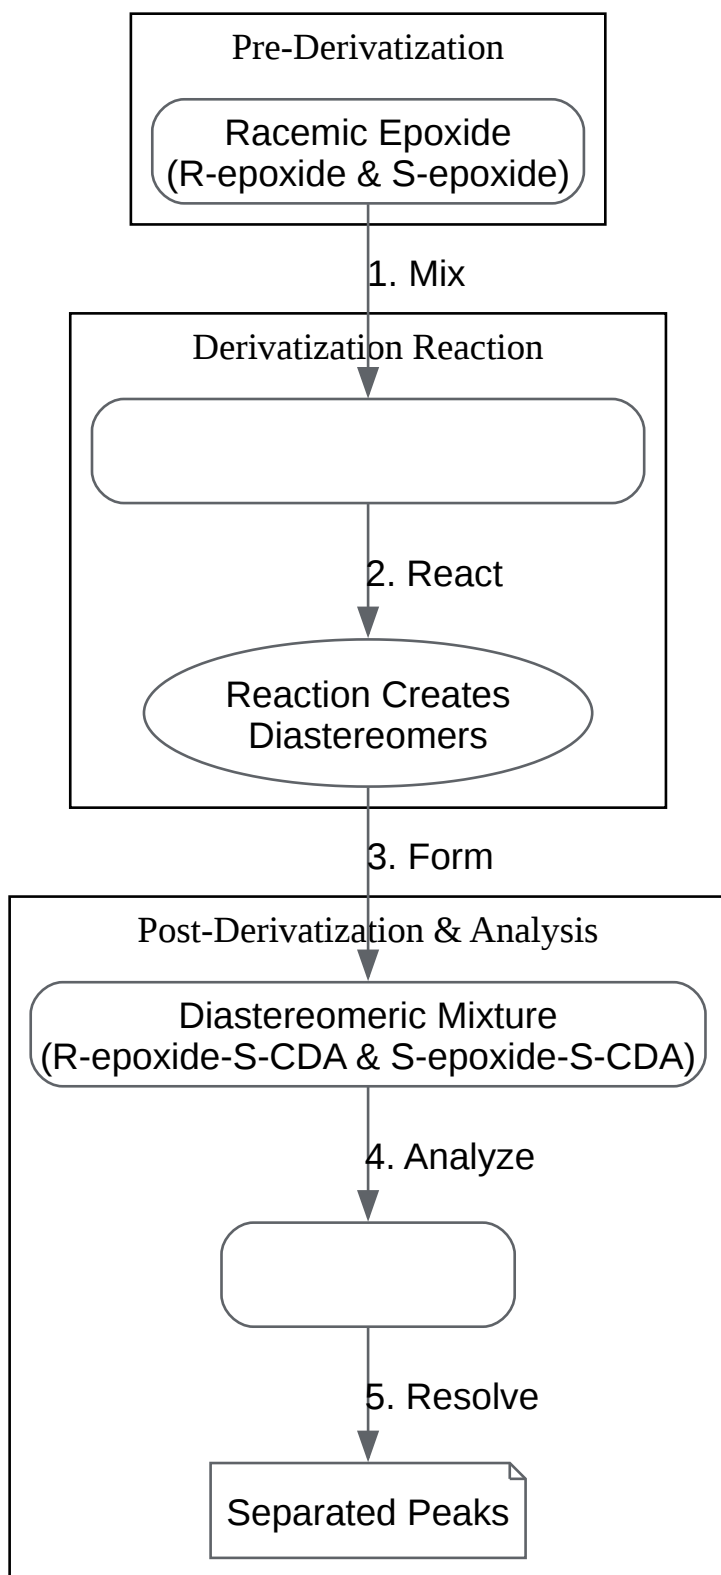 Pre-Derivatization
Racemic Epoxide
(R-epoxide & S-epoxide)
1. Mix
Derivatization Reaction
2. React
Reaction Creates
Diastereomers
3. Form
Post-Derivatization & Analysis
Diastereomeric Mixture
(R-epoxide-S-CDA & S-epoxide-S-CDA)
4. Analyze
5. Resolve
Separated Peaks